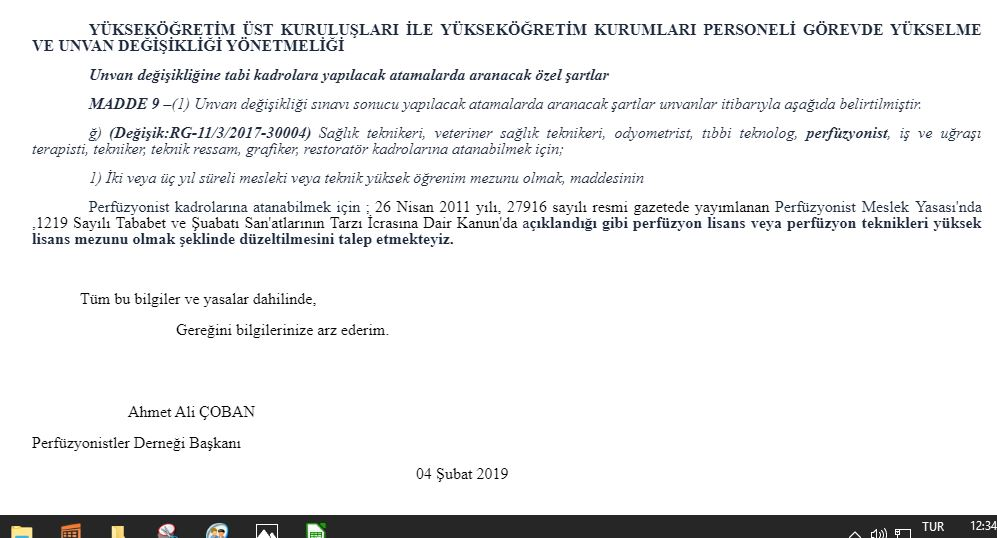 YÜKSEKÖĞRETİM ÜST KURULUŞLARI İLE YÜKSEKÖĞRETİM KURUMLARI PERSONELİ GÖREVDE YÜKSELME
VE UNVAN DEĞİŞİKLİĞİ YÖNETMELİĞİ
Unvan değişikliğine tabi kadrolara yapılacak atamalarda aranacak özel şartlar
MADDE 9 –(1) Unvan değişikliği sınavı sonucu yapılacak atamalarda aranacak şartlar unvanlar itibarıyla aşağıda belirtilmiştir.
ğ) (Değişik:RG-11/3/2017-30004) Sağlık teknikeri, veteriner sağlık teknikeri, odyometrist, tıbbi teknolog, perfüzyonist, iş ve uğraşı
terapisti, tekniker, teknik ressam, grafiker, restoratör kadrolarına atanabilmek için;
1) İki veya üç yıl süreli mesleki veya teknik yüksek öğrenim mezunu olmak, maddesinin
Perfüzyonist kadrolarına atanabilmek için ; 26 Nisan 2011 yılı, 27916 sayılı resmi gazetede yayımlanan Perfüzyonist Meslek Yasası'nda
,1219 Sayılı Tababet ve Şuabatı San'atlarının Tarzı İcrasına Dair Kanun'da açıklandığı gibi perfüzyon lisans veya perfüzyon teknikleri yüksek
lisans mezunu olmak şeklinde düzeltilmesini talep etmekteyiz.
Tüm bu bilgiler ve yasalar dahilinde,
Gereğini bilgilerinize arz ederim.
Ahmet Ali ÇOBAN
Perfüzyonistler Derneği Başkanı
04 Şubat 2019
TUR
12:34